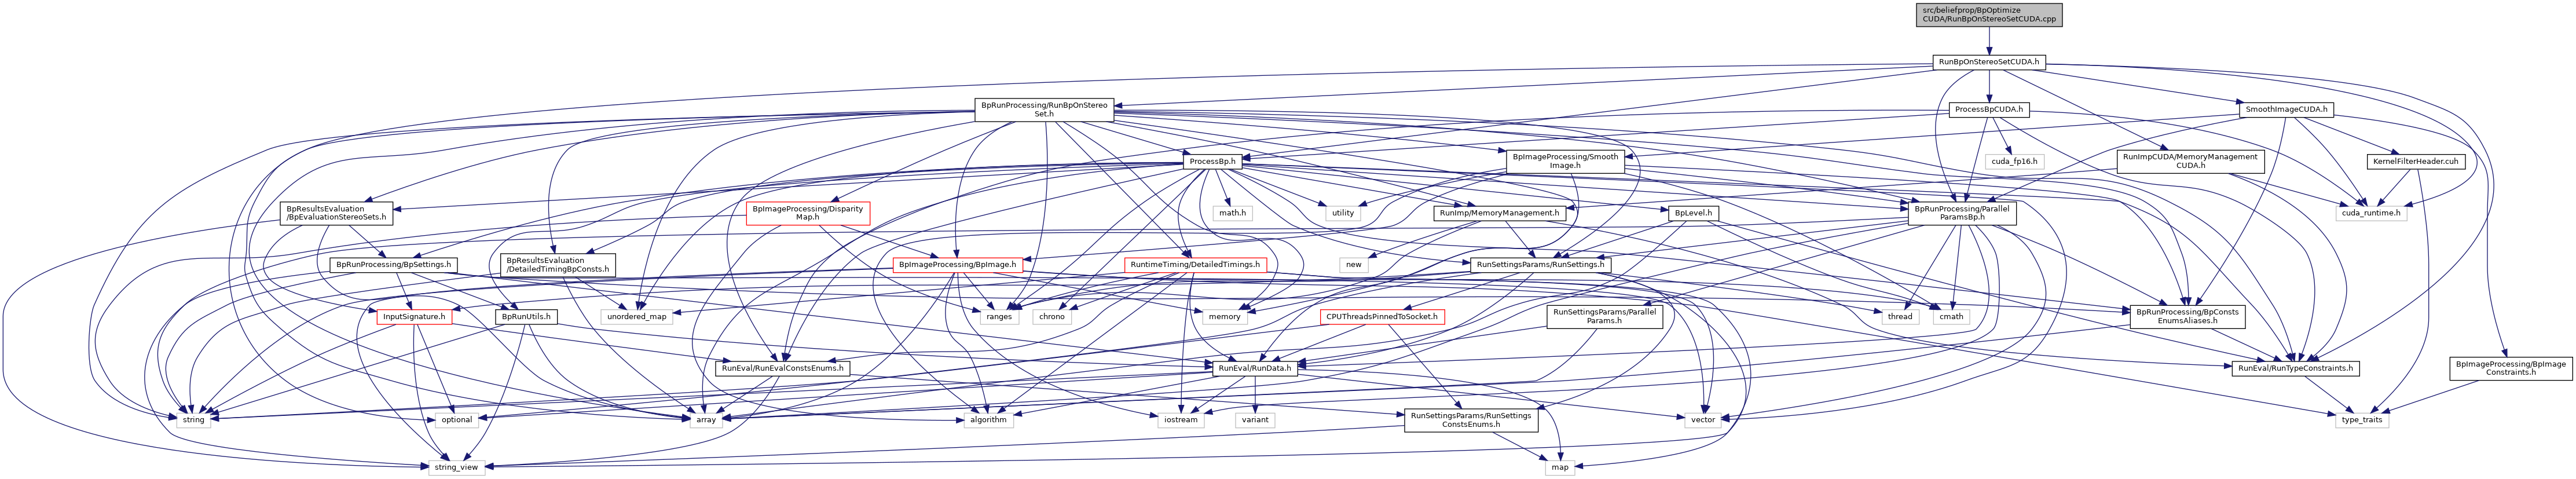 src/beliefprop/BpOptimize
CUDA/RunBpOnStereoSetCUDA.cpp
RunBpOnStereoSetCUDA.h
BpRunProcessing/RunBpOnStereo
Set.h
ProcessBpCUDA.h
SmoothImageCUDA.h
ProcessBp.h
BpImageProcessing/Smooth
Image.h
cuda_fp16.h
RunImpCUDA/MemoryManagement
CUDA.h
KernelFilterHeader.cuh
BpResultsEvaluation
/BpEvaluationStereoSets.h
BpImageProcessing/Disparity
Map.h
math.h
utility
RunImp/MemoryManagement.h
BpLevel.h
BpRunProcessing/Parallel
ParamsBp.h
cuda_runtime.h
BpRunProcessing/BpSettings.h
BpResultsEvaluation
/DetailedTimingBpConsts.h
BpImageProcessing/BpImage.h
RuntimeTiming/DetailedTimings.h
new
RunSettingsParams/RunSettings.h
InputSignature.h
BpRunUtils.h
unordered_map
ranges
chrono
memory
CPUThreadsPinnedToSocket.h
RunSettingsParams/Parallel
Params.h
thread
cmath
BpRunProcessing/BpConsts
EnumsAliases.h
RunEval/RunEvalConstsEnums.h
RunEval/RunData.h
RunEval/RunTypeConstraints.h
BpImageProcessing/BpImage
Constraints.h
string
optional
array
algorithm
iostream
variant
RunSettingsParams/RunSettings
ConstsEnums.h
vector
type_traits
string_view
map